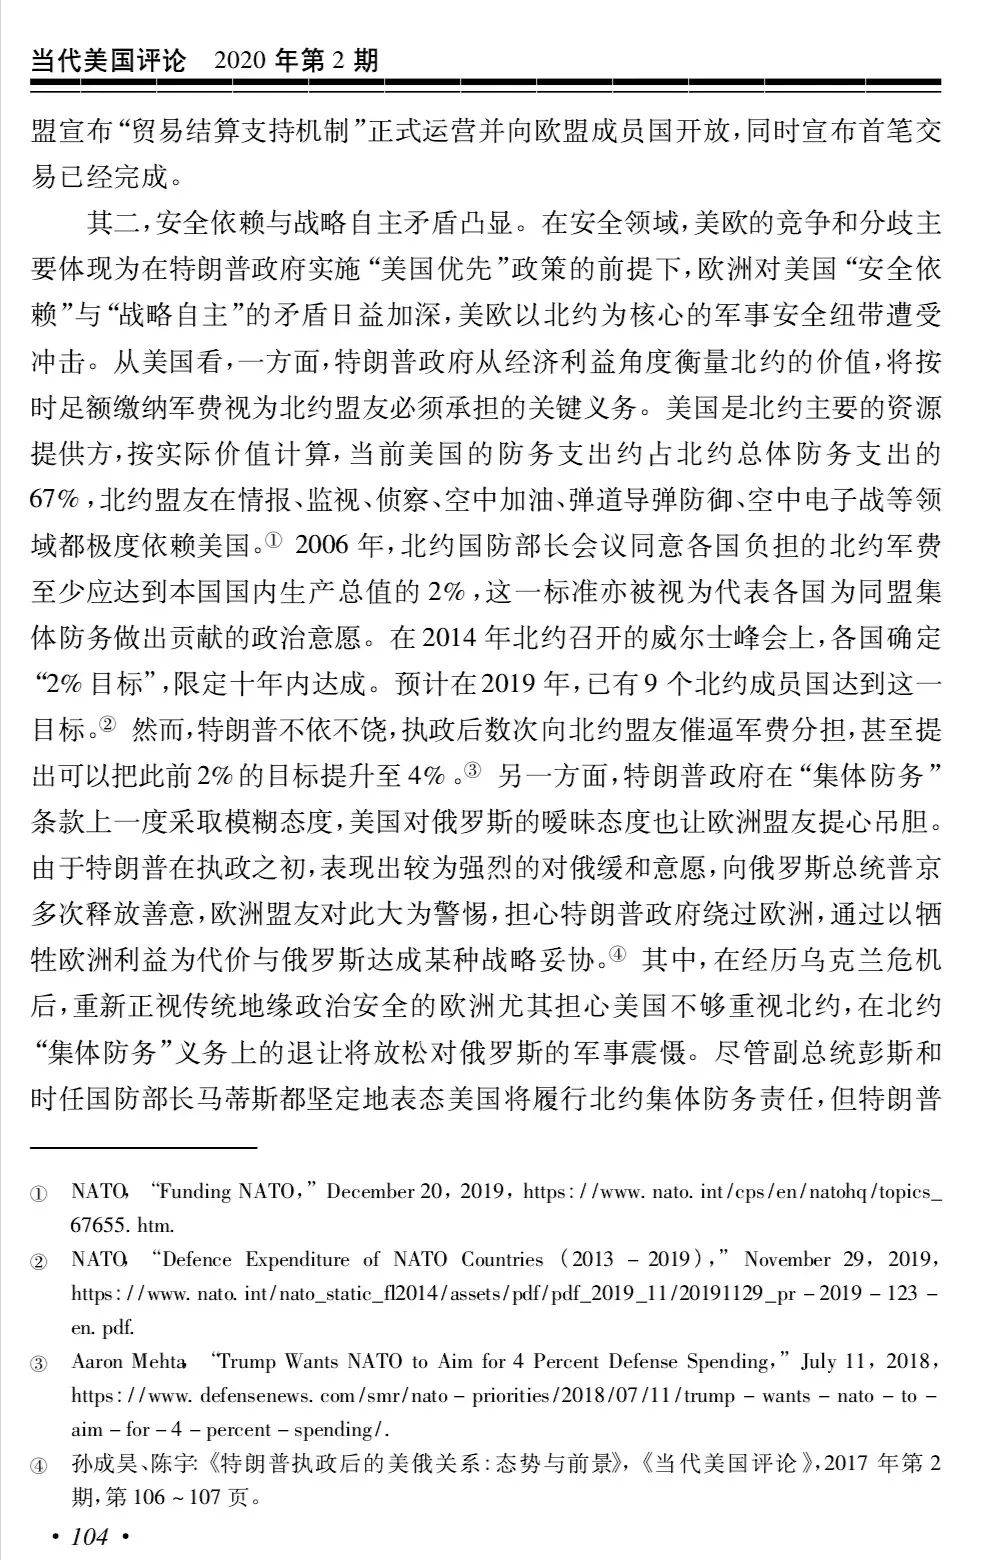 当代美国评论 2020 年第 2 期
盟宣布“贸易结算支持机制”正式运营并向欧盟成员国开放,同时宣布首笔交
易已经完成。
其二,安全依赖与战略自主矛盾凸显。在安全领域,美欧的竞争和分歧主
要体现为在特朗普政府实施“美国优先”政策的前提下,欧洲对美国“安全依
赖”与“战略自主”的矛盾日益加深,美欧以北约为核心的军事安全纽带遭受
冲击。从美国看,一方面,特朗普政府从经济利益角度衡量北约的价值,将按
时足额缴纳军费视为北约盟友必须承担的关键义务。美国是北约主要的资源
提供方,按实际价值计算,当前美国的防务支出约占北约总体防务支出的
67%,北约盟友在情报、监视、侦察、空中加油、弹道导弹防御、空中电子战等领
域都极度依赖美国。① 2006 年,北约国防部长会议同意各国负担的北约军费
至少应达到本国国内生产总值的 2%,这一标准亦被视为代表各国为同盟集
体防务做出贡献的政治意愿。在 2014 年北约召开的威尔士峰会上,各国确定
“2%目标”,限定十年内达成。预计在 2019 年,已有 9 个北约成员国达到这一
目标。② 然而,特朗普不依不饶,执政后数次向北约盟友催逼军费分担,甚至提
出可以把此前 2%的目标提升至 4%。③ 另一方面,特朗普政府在“集体防务”
条款上一度采取模糊态度,美国对俄罗斯的暧昧态度也让欧洲盟友提心吊胆。
由于特朗普在执政之初,表现出较为强烈的对俄缓和意愿,向俄罗斯总统普京
多次释放善意,欧洲盟友对此大为警惕,担心特朗普政府绕过欧洲,通过以牺
牲欧洲利益为代价与俄罗斯达成某种战略妥协。④ 其中,在经历乌克兰危机
后,重新正视传统地缘政治安全的欧洲尤其担心美国不够重视北约,在北约
“集体防务”义务上的退让将放松对俄罗斯的军事震慑。尽管副总统彭斯和
时任国防部长马蒂斯都坚定地表态美国将履行北约集体防务责任,但特朗普
① NATO, “Funding NATO,” December 20, 2019, https://www.nato.int/cps/en/natohq/topics_
67655.htm.
② NATO, “Defence Expenditure of NATO Countries (2013 – 2019),” November 29, 2019,
https://www.nato.int/nato_static_fl2014/assets/pdf/pdf_2019_11/20191129_pr – 2019 – 123 –
en.pdf.
③ Aaron Mehta, “Trump Wants NATO to Aim for 4 Percent Defense Spending,” July 11, 2018,
https://www.defensenews.com/smr/nato – priorities/2018/07/11/trump – wants – nato – to –
aim – for – 4 – percent – spending/.
④ 孙成昊、陈宇:《特朗普执政后的美俄关系:态势与前景》,《当代美国评论》,2017 年第 2
期,第 106 ~ 107 页。
· 104 ·